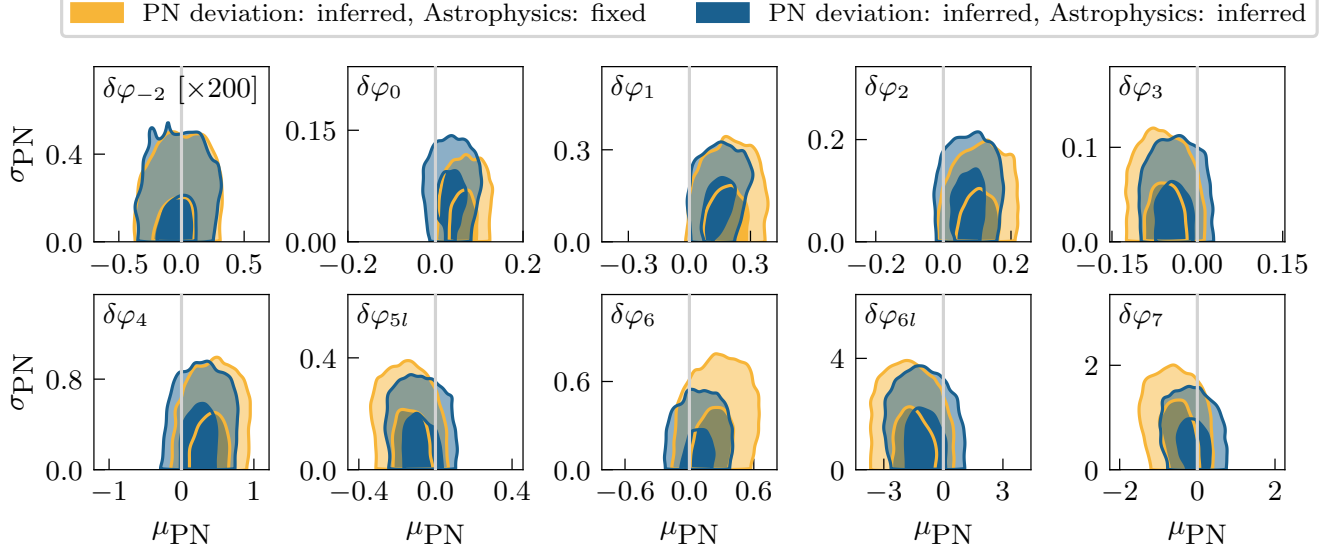 PN deviation: inferred, Astrophysics: fixed PN deviation: inferred, Astrophysics: inferred
δφ₋₂ [×200] δφ₀ δφ₁ δφ₂ δφ₃
σPN
0.4 0.15 0.3 0.2 0.1
0.0 0.00 0.0 0.0 0.0
−0.5 0.0 0.5 −0.2 0.0 0.2 −0.3 0.0 0.3 −0.2 0.0 0.2 −0.15 0.00 0.15
δφ₄ δφ₅ₗ δφ₆ δφ₆ₗ δφ₇
σPN
0.8 0.4 0.6 4 2
0.0 0.0 0.0 0 0
−1 0 1 −0.4 0.0 0.4 −0.6 0.0 0.6 −3 0 3 −2 0 2
μPN μPN μPN μPN μPN